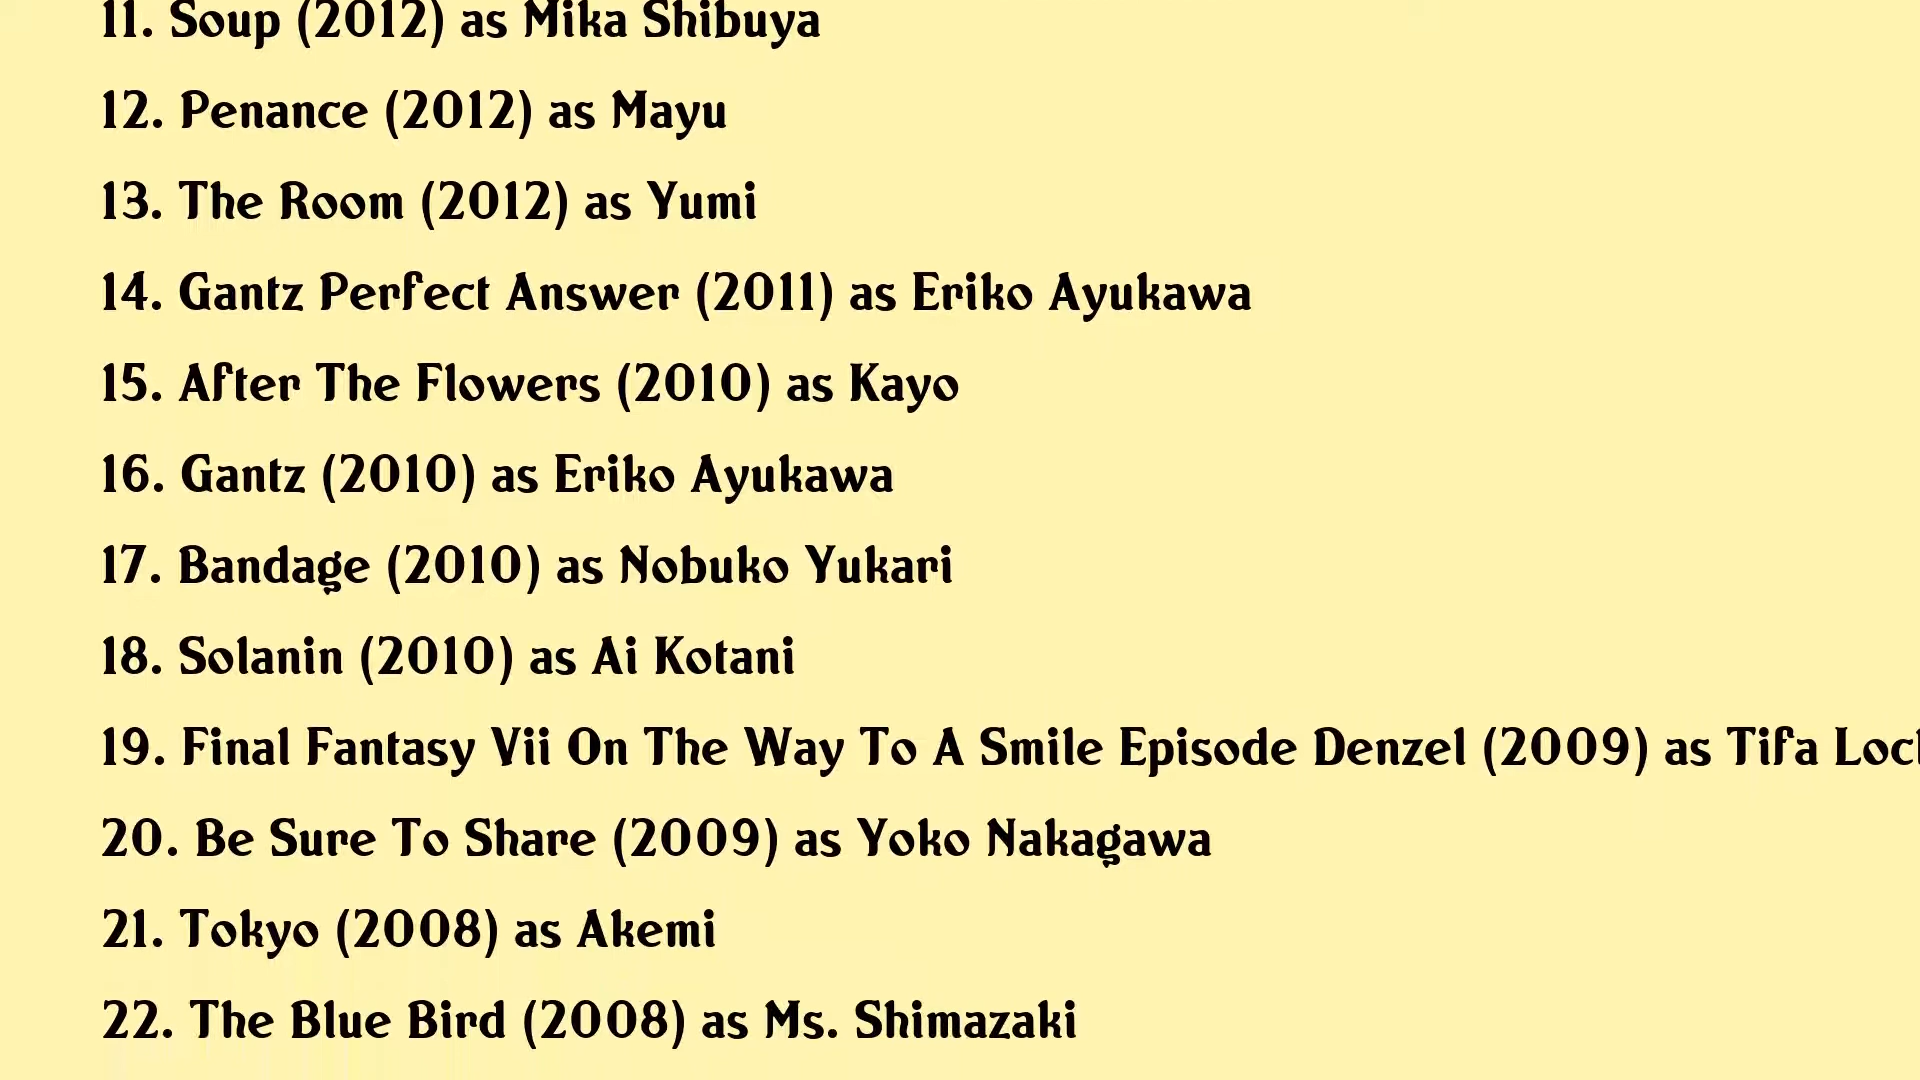 11. Soup (2012) as Mika Shibuya
12. Penance (2012) as Mayu
13. The Room (2012) as Yumi
14. Gantz Perfect Answer (2011) as Eriko Ayukawa
15. After The Flowers (2010) as Kayo
16. Gantz (2010) as Eriko Ayukawa
17. Bandage (2010) as Nobuko Yukari
18. Solanin (2010) as Ai Kotani
19. Final Fantasy Vii On The Way To A Smile Episode Denzel (2009) as Tifa
20. Be Sure To Share (2009) as Yoko Nakagawa
21. Tokyo (2008) as Akemi
22. The Blue Bird (2008) as Ms. Shimazaki